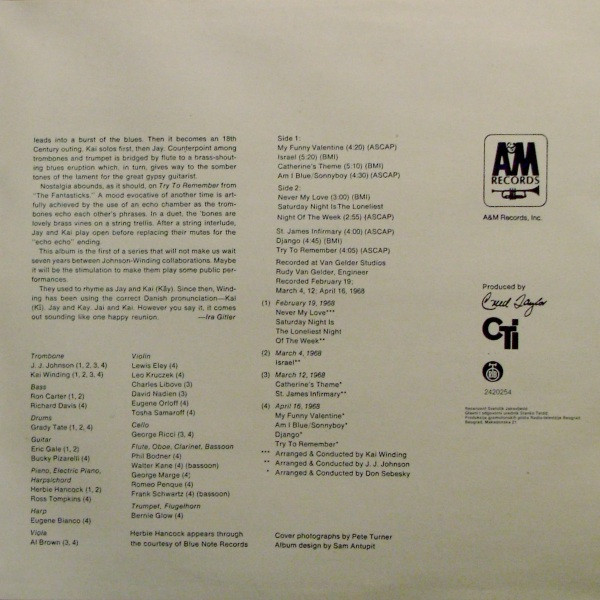 leads into a burst of the blues. Then it becomes an 18th
Century outing. Kai solos first, then Jay. Counterpoint among
trombones and trumpet is bridged by flute to a brass-shout-
ing blues eruption which, in turn, gives way to the somber
tones of the lament for the great gypsy guitarist.
Nostalgia abounds, as it should, on Try To Remember from
"The Fantasticks." A mood evocative of another time is art-
fully achieved by the use of an echo chamber as the trom-
bones echo each other's phrases. In a duet, the 'bones are
lovely brass vines on a string trellis. After a string interlude,
Jay and Kai play open before replacing their mutes for the
"echo echo" ending.
This album is the first of a series that will not make us wait
seven years between Johnson-Winding collaborations. Maybe
it will be the stimulation to make them play some public per-
formances.
They used to rhyme as Jay and Kai (Kāy). Since then, Wind-
ing has been using the correct Danish pronunciation—Kai
(Kī). Jay and Kay. Jai and Kai. However you say it, it comes
out sounding like one happy reunion. —Ira Gitler
Trombone
J. J. Johnson (1, 2, 3, 4)
Kai Winding (1, 2, 3, 4)
Bass
Ron Carter (1, 2)
Richard Davis (4)
Drums
Grady Tate (1, 2, 4)
Guitar
Eric Gale (1, 2)
Bucky Pizarelli (4)
Piano, Electric Piano,
Harpsichord
Herbie Hancock (1, 2)
Ross Tompkins (4)
Harp
Eugene Bianco (4)
Viola
Al Brown (3, 4)
Violin
Lewis Eley (4)
Leo Kruczek (4)
Charles Libove (3)
David Nadien (3)
Eugene Orloff (4)
Tosha Samaroff (4)
Cello
George Ricci (3, 4)
Flute, Oboe, Clarinet, Bassoon
Phil Bodner (4)
Walter Kane (4) (bassoon)
George Marge (4)
Romeo Penque (4)
Frank Schwartz (4) (bassoon)
Trumpet, Flugelhorn
Bernie Glow (4)
Herbie Hancock appears through
the courtesy of Blue Note Records
Side 1:
My Funny Valentine (4:20) (ASCAP)
Israel (5:20) (BMI)
Catherine's Theme (5:10) (BMI)
Am I Blue/Sonnyboy (4:30) (ASCAP)
Side 2:
Never My Love (3:00) (BMI)
Saturday Night Is The Loneliest
Night Of The Week (2:55) (ASCAP)
St. James Infirmary (4:00) (ASCAP)
Django (4:45) (BMI)
Try To Remember (4:05) (ASCAP)
Recorded at Van Gelder Studios
Rudy Van Gelder, Engineer
Recorded February 19;
March 4, 12; April 16, 1968
(1) February 19, 1968
Never My Love***
Saturday Night Is
The Loneliest Night
Of The Week**
(2) March 4, 1968
Israel**
(3) March 12, 1968
Catherine's Theme*
St. James Infirmary**
(4) April 16, 1968
My Funny Valentine*
Am I Blue/Sonnyboy*
Django*
Try To Remember*
*** Arranged & Conducted by Kai Winding
** Arranged & Conducted by J. J. Johnson
* Arranged & Conducted by Don Sebesky
Cover photographs by Pete Turner
Album design by Sam Antupit
A&M
RECORDS
A&M Records, Inc.
Produced by
Creed Taylor
CTi
2420254